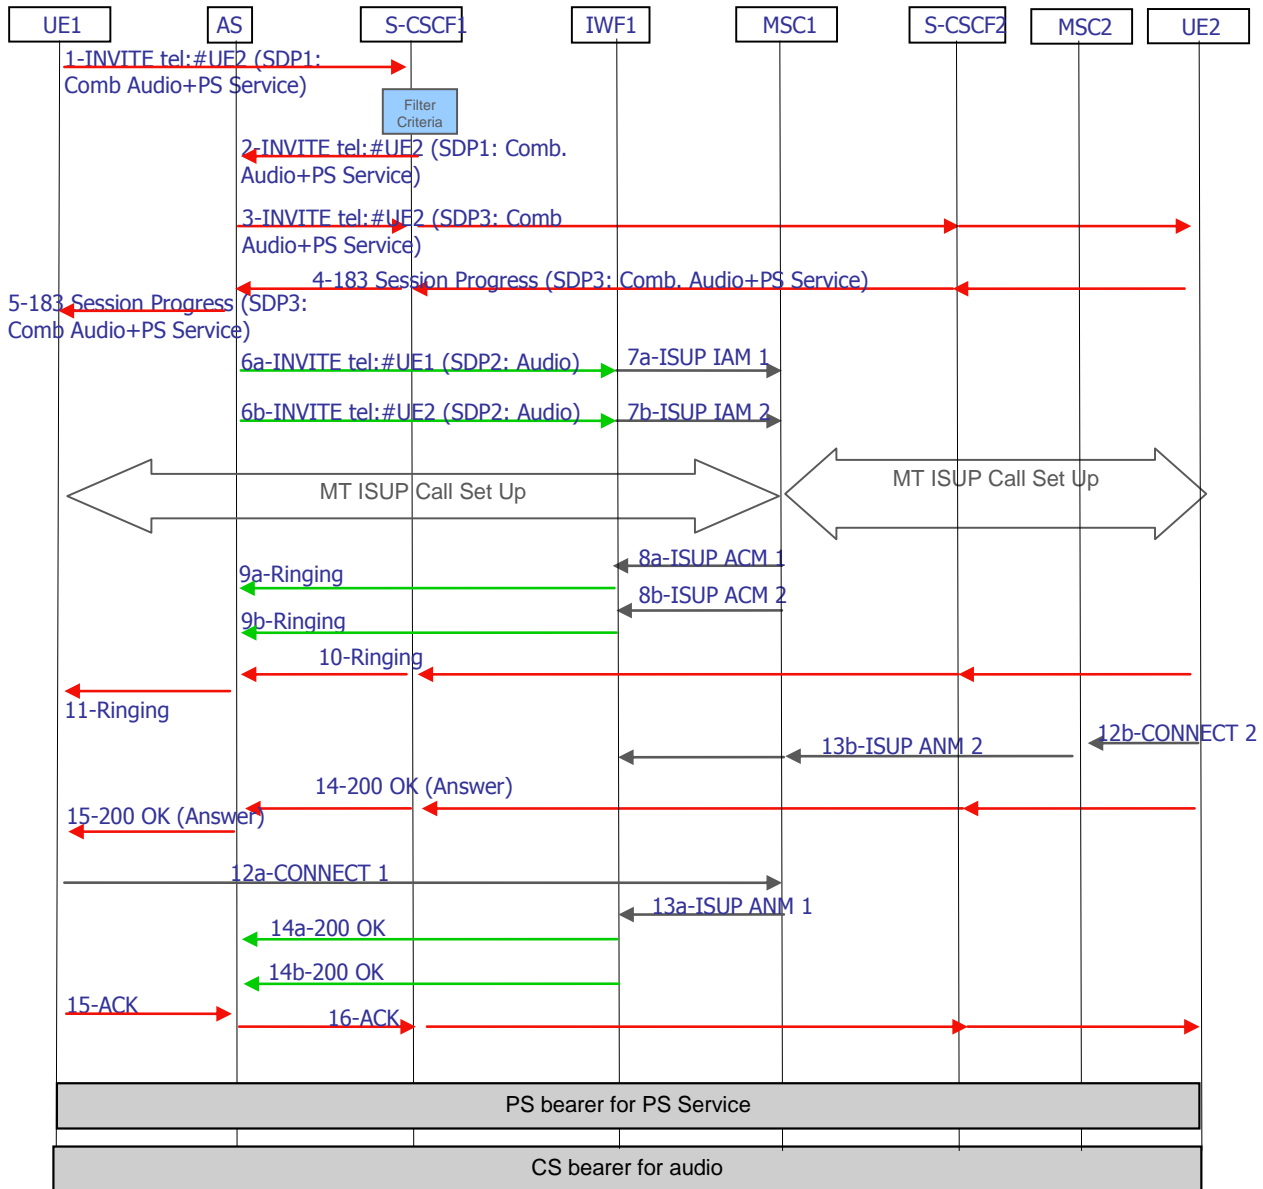 UE1
AS
S-CSCF1
IWF1
MSC1
S-CSCF2
MSC2
UE2
1-INVITE tel:#UE2 (SDP1:
Comb Audio+PS Service)
Filter
Criteria
2-INVITE tel:#UE2 (SDP1: Comb.
Audio+PS Service)
3-INVITE tel:#UE2 (SDP3: Comb
Audio+PS Service)
4-183 Session Progress (SDP3: Comb. Audio+PS Service)
5-183 Session Progress (SDP3:
Comb Audio+PS Service)
6a-INVITE tel:#UE1 (SDP2: Audio)
7a-ISUP IAM 1
6b-INVITE tel:#UE2 (SDP2: Audio)
7b-ISUP IAM 2
MT ISUP Call Set Up
MT ISUP Call Set Up
8a-ISUP ACM 1
9a-Ringing
8b-ISUP ACM 2
9b-Ringing
10-Ringing
11-Ringing
12b-CONNECT 2
13b-ISUP ANM 2
14-200 OK (Answer)
15-200 OK (Answer)
12a-CONNECT 1
13a-ISUP ANM 1
14a-200 OK
14b-200 OK
15-ACK
16-ACK
PS bearer for PS Service
CS bearer for audio